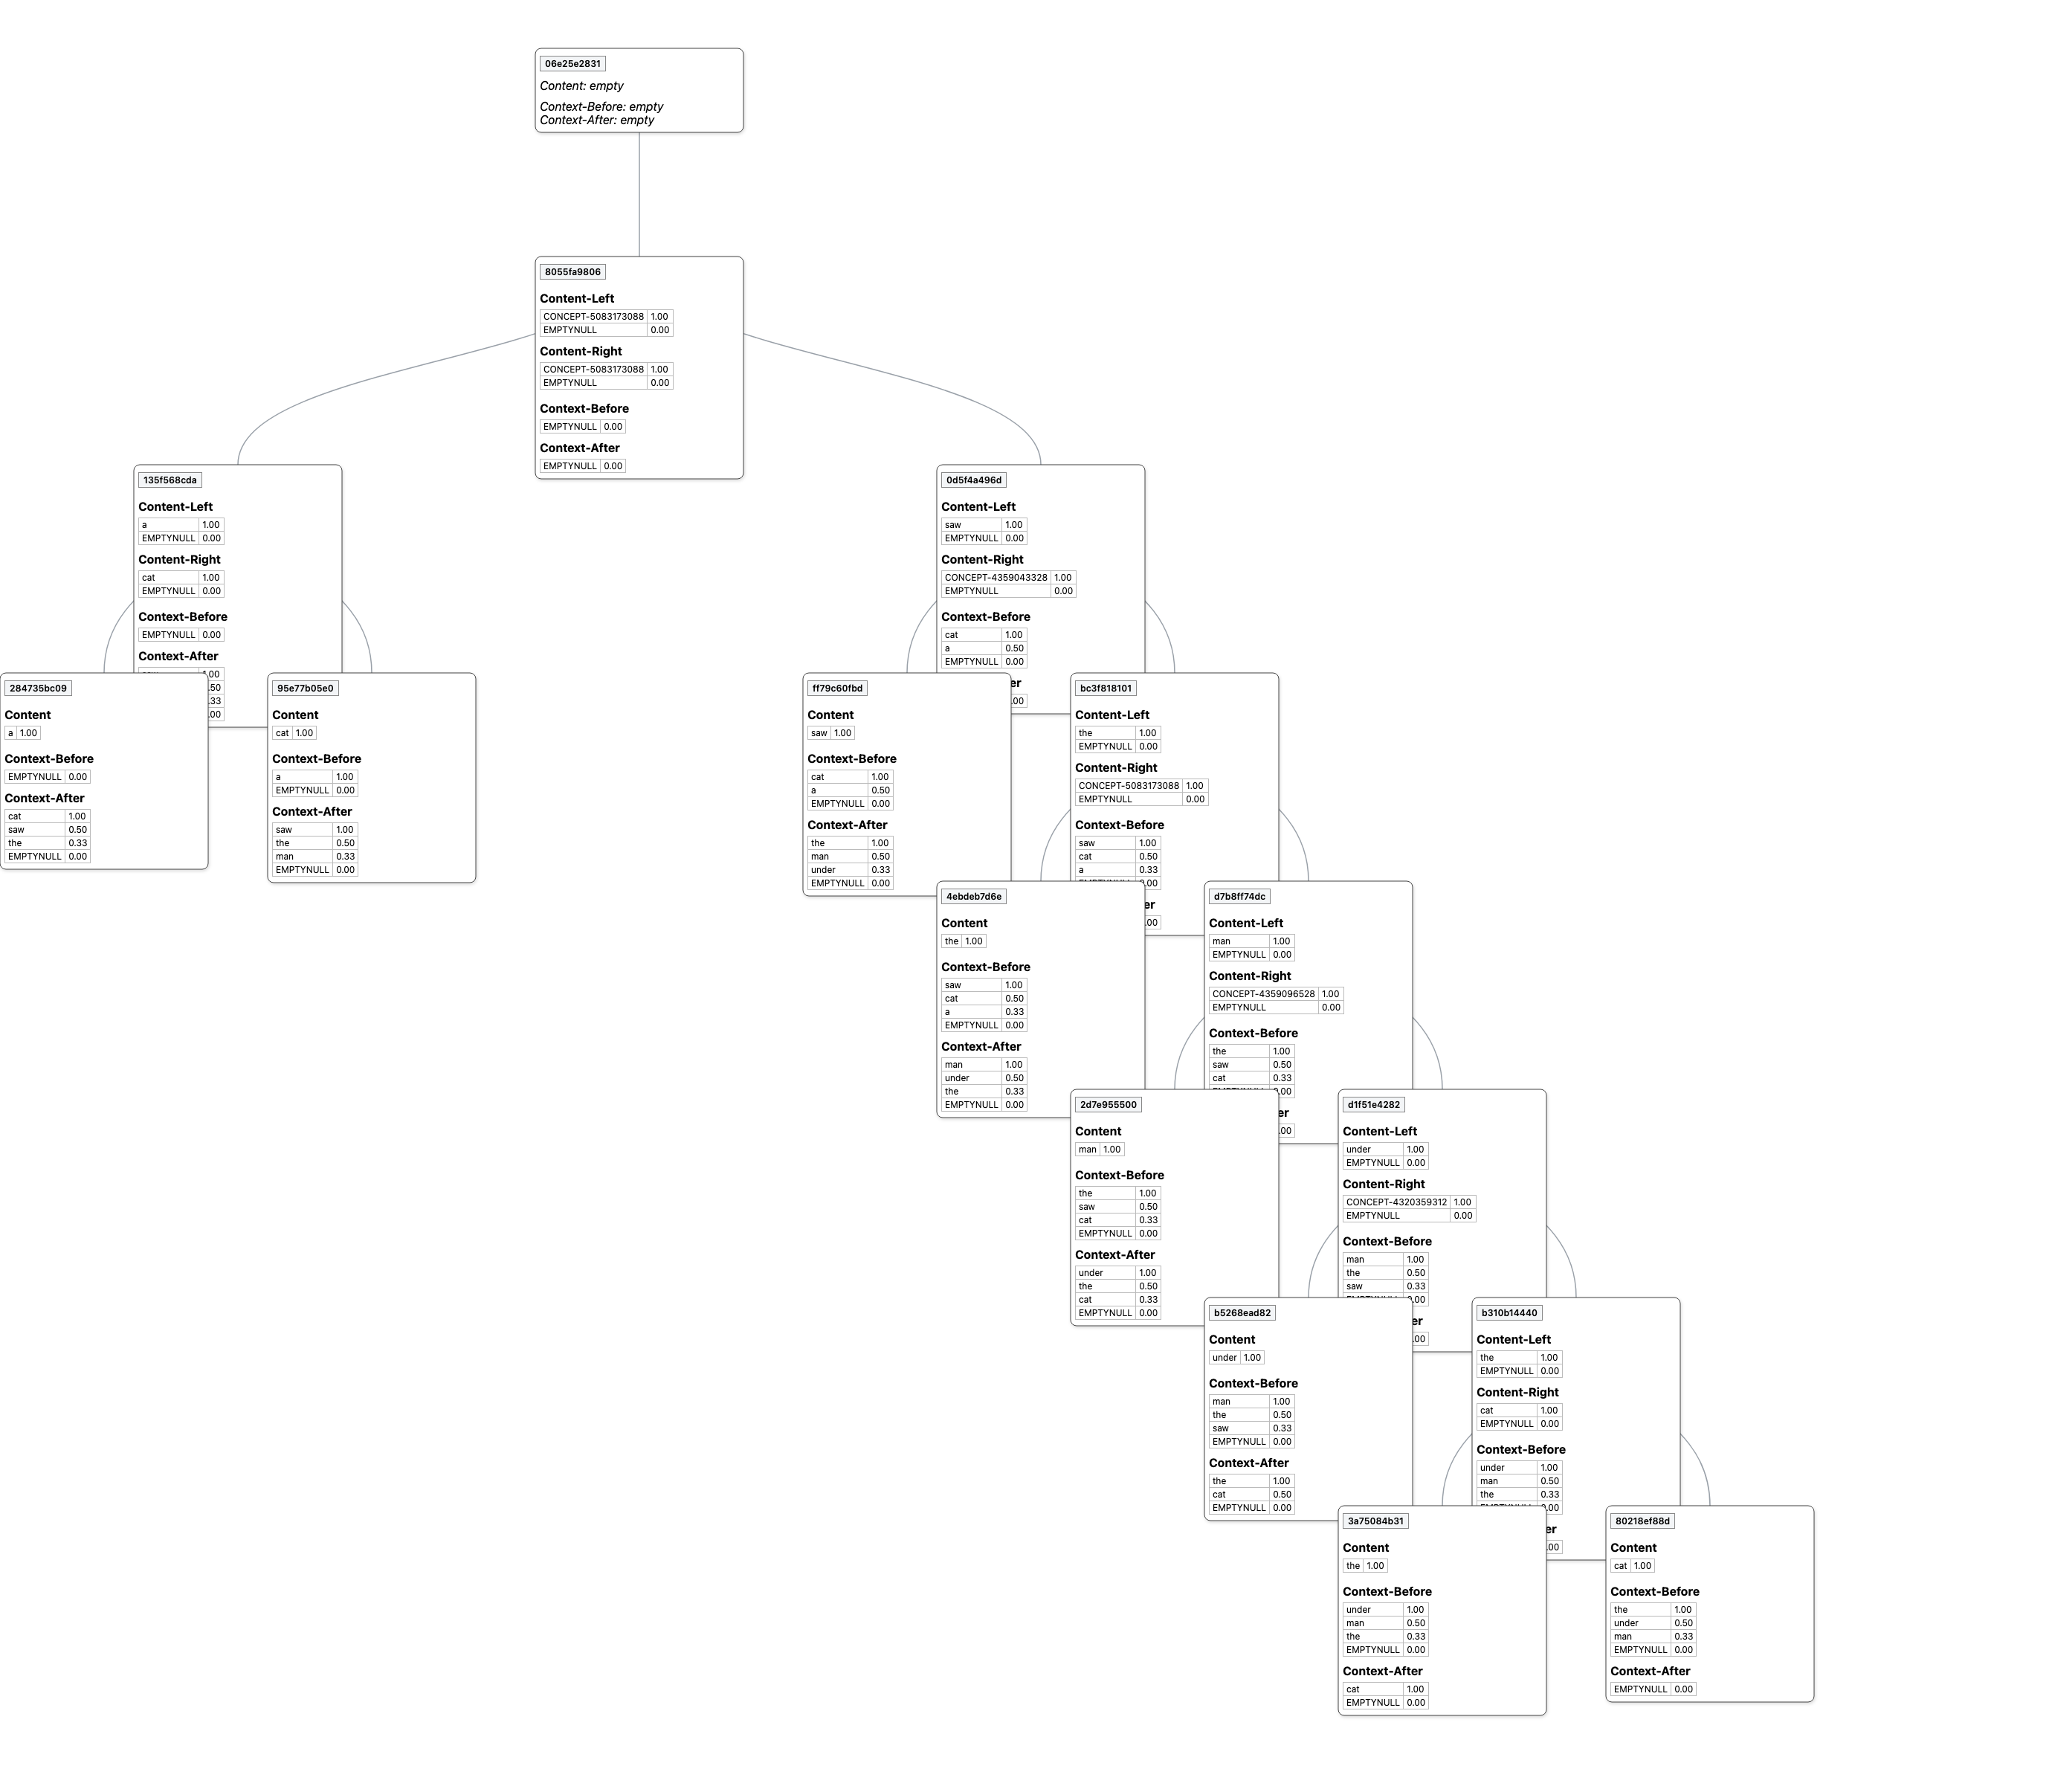 06e25e2831
Content: empty
Context-Before: empty
Context-After: empty
8055fa9806
Content-Left
CONCEPT-5083173088 1.00
EMPTYNULL 0.00
Content-Right
CONCEPT-5083173088 1.00
EMPTYNULL 0.00
Context-Before
EMPTYNULL 0.00
Context-After
EMPTYNULL 0.00
135f568cda
Content-Left
a 1.00
EMPTYNULL 0.00
Content-Right
cat 1.00
EMPTYNULL 0.00
Context-Before
EMPTYNULL 0.00
Context-After
.00
.50
.33
.00
0d5f4a496d
Content-Left
saw 1.00
EMPTYNULL 0.00
Content-Right
CONCEPT-4359043328 1.00
EMPTYNULL 0.00
Context-Before
cat 1.00
a 0.50
EMPTYNULL 0.00
er
.00
284735bc09
Content
a 1.00
Context-Before
EMPTYNULL 0.00
Context-After
cat 1.00
saw 0.50
the 0.33
EMPTYNULL 0.00
95e77b05e0
Content
cat 1.00
Context-Before
a 1.00
EMPTYNULL 0.00
Context-After
saw 1.00
the 0.50
man 0.33
EMPTYNULL 0.00
ff79c60fbd
Content
saw 1.00
Context-Before
cat 1.00
a 0.50
EMPTYNULL 0.00
Context-After
the 1.00
man 0.50
under 0.33
EMPTYNULL 0.00
bc3f818101
Content-Left
the 1.00
EMPTYNULL 0.00
Content-Right
CONCEPT-5083173088 1.00
EMPTYNULL 0.00
Context-Before
saw 1.00
cat 0.50
a 0.33
.00
er
.00
4ebdeb7d6e
Content
the 1.00
Context-Before
saw 1.00
cat 0.50
a 0.33
EMPTYNULL 0.00
Context-After
man 1.00
under 0.50
the 0.33
EMPTYNULL 0.00
d7b8ff74dc
Content-Left
man 1.00
EMPTYNULL 0.00
Content-Right
CONCEPT-4359096528 1.00
EMPTYNULL 0.00
Context-Before
the 1.00
saw 0.50
cat 0.33
.00
er
.00
2d7e955500
Content
man 1.00
Context-Before
the 1.00
saw 0.50
cat 0.33
EMPTYNULL 0.00
Context-After
under 1.00
the 0.50
cat 0.33
EMPTYNULL 0.00
d1f51e4282
Content-Left
under 1.00
EMPTYNULL 0.00
Content-Right
CONCEPT-4320359312 1.00
EMPTYNULL 0.00
Context-Before
man 1.00
the 0.50
saw 0.33
.00
er
.00
b5268ead82
Content
under 1.00
Context-Before
man 1.00
the 0.50
saw 0.33
EMPTYNULL 0.00
Context-After
the 1.00
cat 0.50
EMPTYNULL 0.00
b310b14440
Content-Left
the 1.00
EMPTYNULL 0.00
Content-Right
cat 1.00
EMPTYNULL 0.00
Context-Before
under 1.00
man 0.50
the 0.33
.00
er
.00
3a75084b31
Content
the 1.00
Context-Before
under 1.00
man 0.50
the 0.33
EMPTYNULL 0.00
Context-After
cat 1.00
EMPTYNULL 0.00
80218ef88d
Content
cat 1.00
Context-Before
the 1.00
under 0.50
man 0.33
EMPTYNULL 0.00
Context-After
EMPTYNULL 0.00